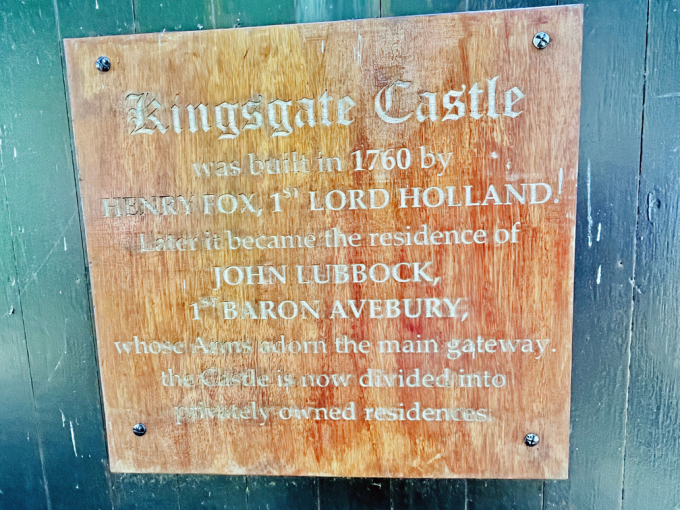 Kingsgate Castle
was built in 1760 by
HENRY FOX, 1ST LORD HOLLAND!
Later it became the residence of
JOHN LUBBOCK,
1ST BARON AVEBURY,
whose Arms adorn the main gateway.
the Castle is now divided into
privately owned residences.